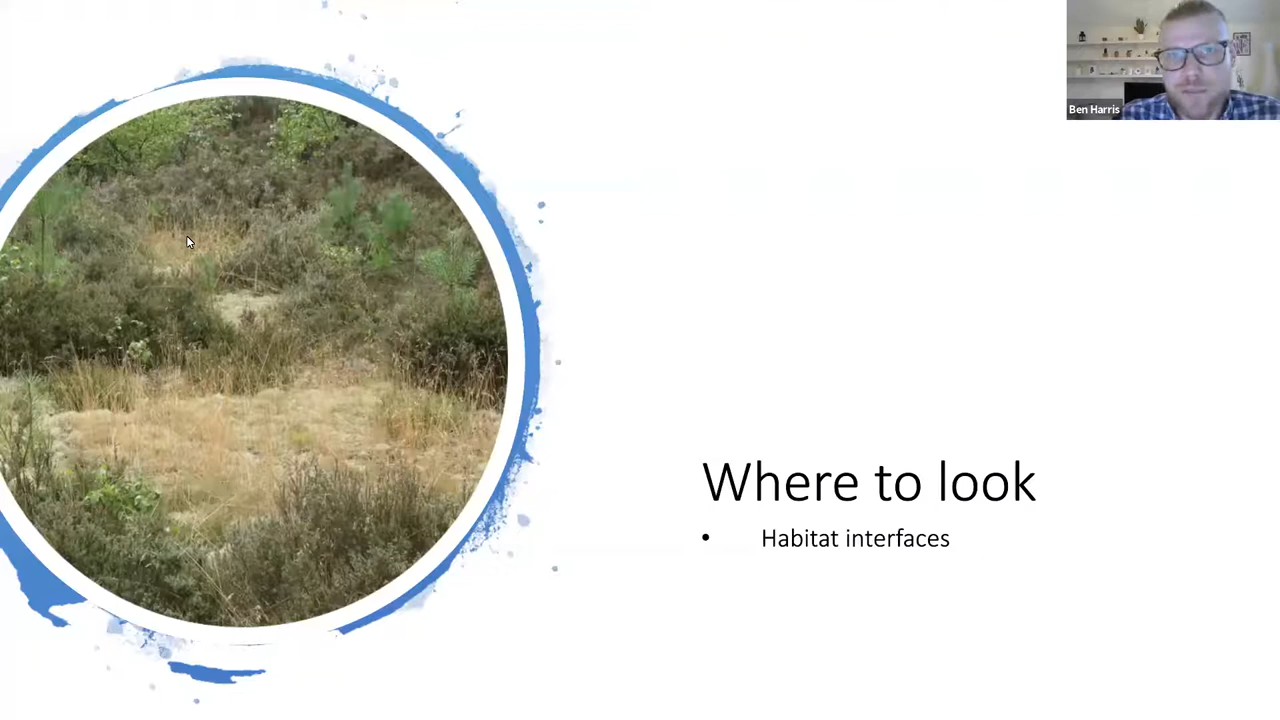 Ben Harris
Where to look
• Habitat interfaces